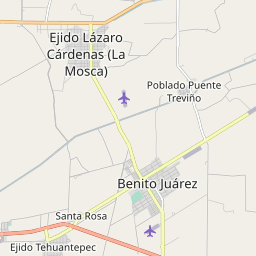 Ejido Lázaro
Cárdenas (La
Mosca)
Poblado Puente
Treviño
Benito Juárez
Santa Rosa
Ejido Tehuantepec